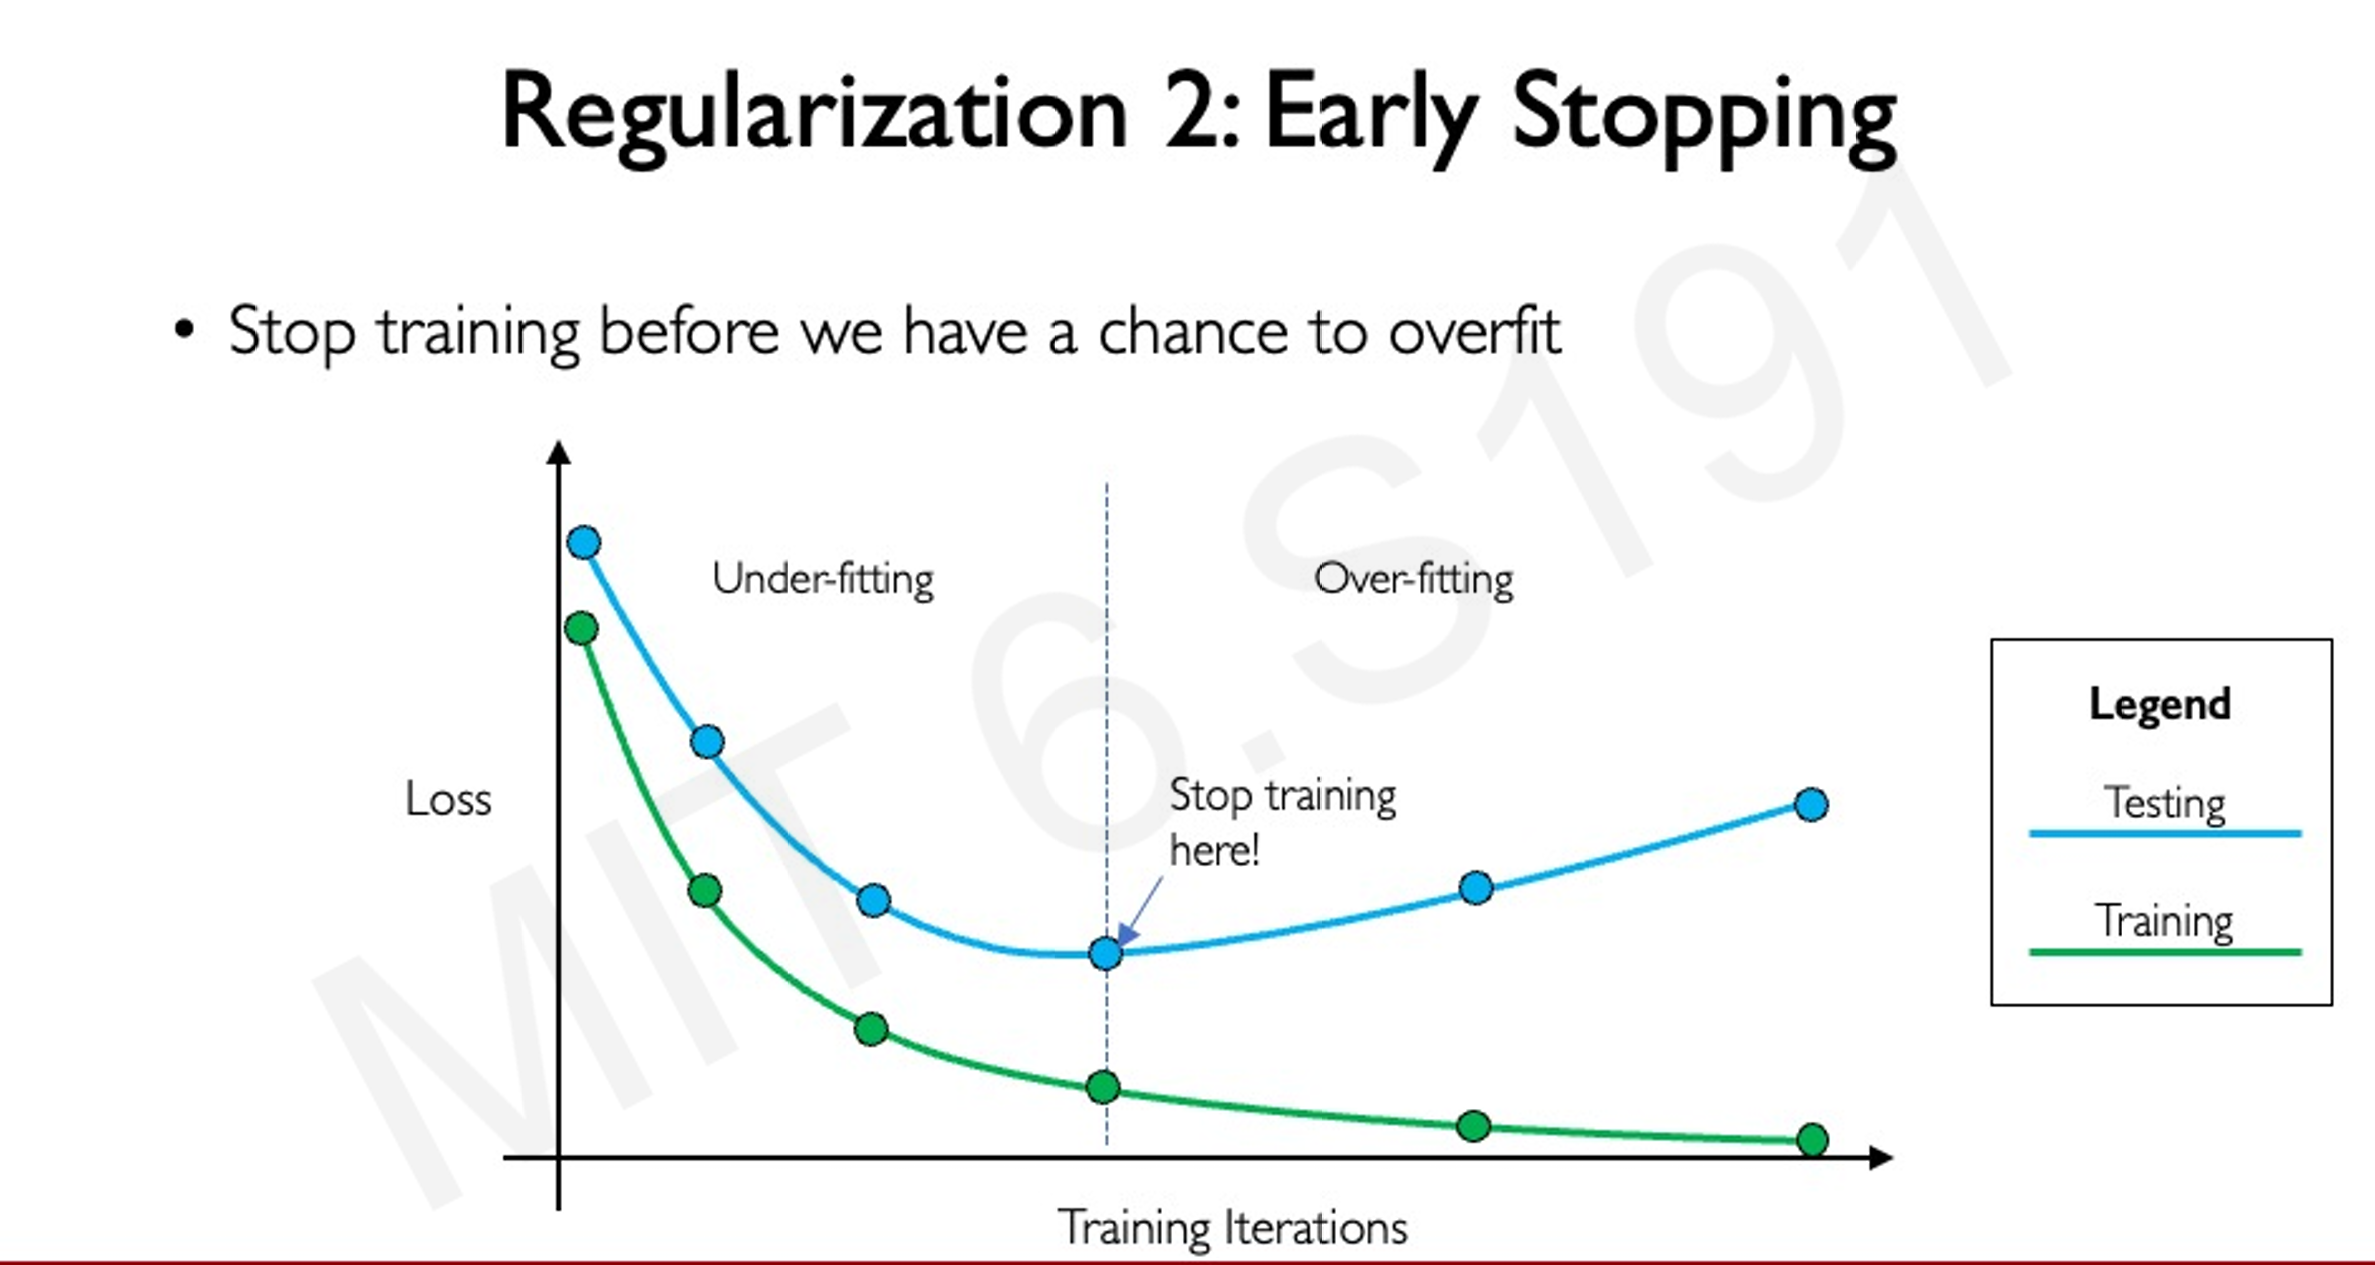 Regularization 2: Early Stopping
• Stop training before we have a chance to overfit
Under-fitting
Over-fitting
Loss
Stop training
here!
Legend
Testing
Training
Training Iterations
MIT 6.S191